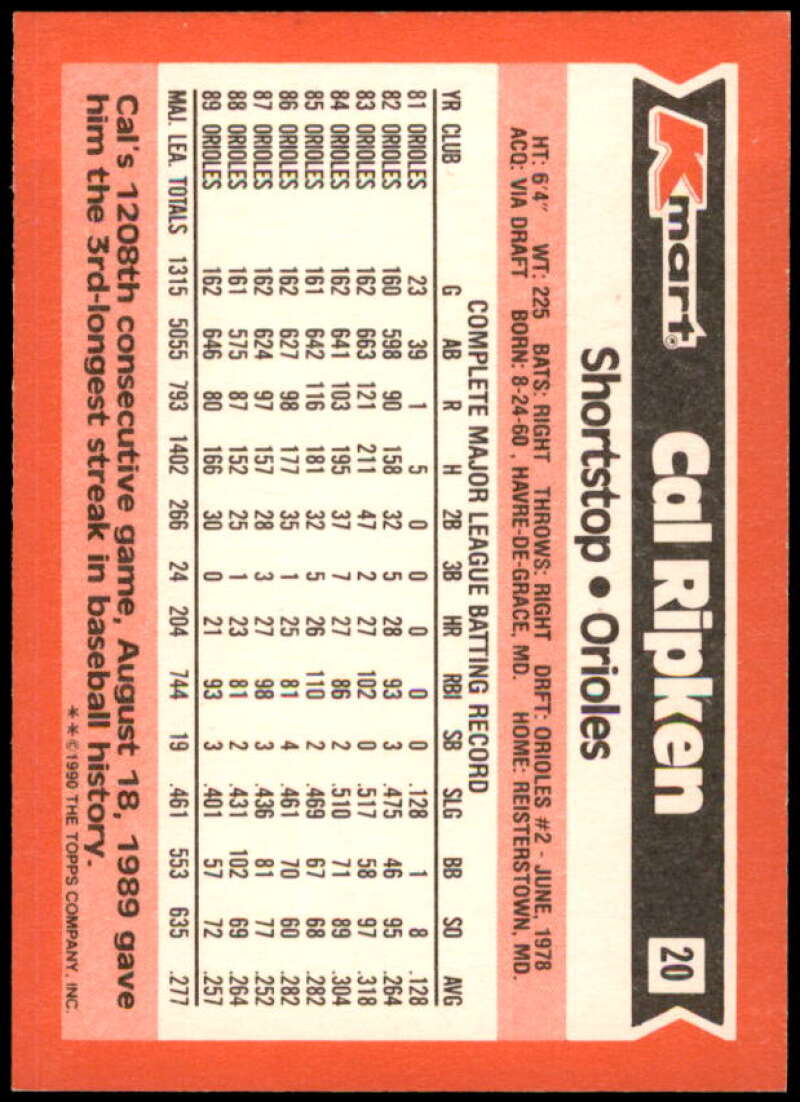 Kmart® Cal Ripken 20
Shortstop • Orioles
HT: 6'4" WT: 225 BATS: RIGHT THROWS: RIGHT DRFT: ORIOLES #2 - JUNE, 1978
ACQ: VIA DRAFT BORN: 8-24-60, HAVRE-DE-GRACE, MD. HOME: REISTERSTOWN, MD.
COMPLETE MAJOR LEAGUE BATTING RECORD
YR CLUB G AB R H 2B 3B HR RBI SB SLG BB SO AVG
81 ORIOLES 23 39 1 5 0 0 0 0 0 .128 1 8 .128
82 ORIOLES 160 598 90 158 32 5 28 93 3 .475 46 95 .264
83 ORIOLES 162 663 121 211 47 2 27 102 0 .517 58 97 .318
84 ORIOLES 162 641 103 195 37 7 27 86 2 .510 71 89 .304
85 ORIOLES 161 642 116 181 32 5 26 110 2 .469 67 68 .282
86 ORIOLES 162 627 98 177 35 1 25 81 4 .461 70 60 .282
87 ORIOLES 162 624 97 157 28 3 27 98 3 .436 81 77 .252
88 ORIOLES 161 575 87 152 25 1 23 81 2 .431 102 69 .264
89 ORIOLES 162 646 80 166 30 0 21 93 3 .401 57 72 .257
MAJ. LEA. TOTALS 1315 5055 793 1402 266 24 204 744 19 .461 553 635 .277
Cal's 1208th consecutive game, August 18, 1989 gave
him the 3rd-longest streak in baseball history.
**©1990 THE TOPPS COMPANY, INC.